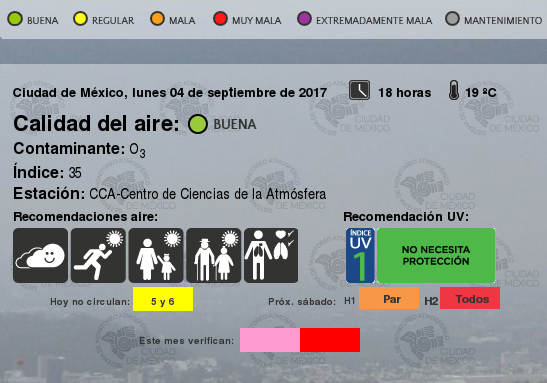 BUENA REGULAR MALA MUY MALA EXTREMADAMENTE MALA MANTENIMIENTO
Ciudad de México, lunes 04 de septiembre de 2017 18 horas 19 ºC
Calidad del aire: BUENA
Contaminante: O3
Índice: 35
Estación: CCA-Centro de Ciencias de la Atmósfera
Recomendaciones aire: Recomendación UV:
ÍNDICE
UV
1
NO NECESITA
PROTECCIÓN
Hoy no circulan: 5 y 6 Próx. sábado: H1 Par H2 Todos
Este mes verifican: